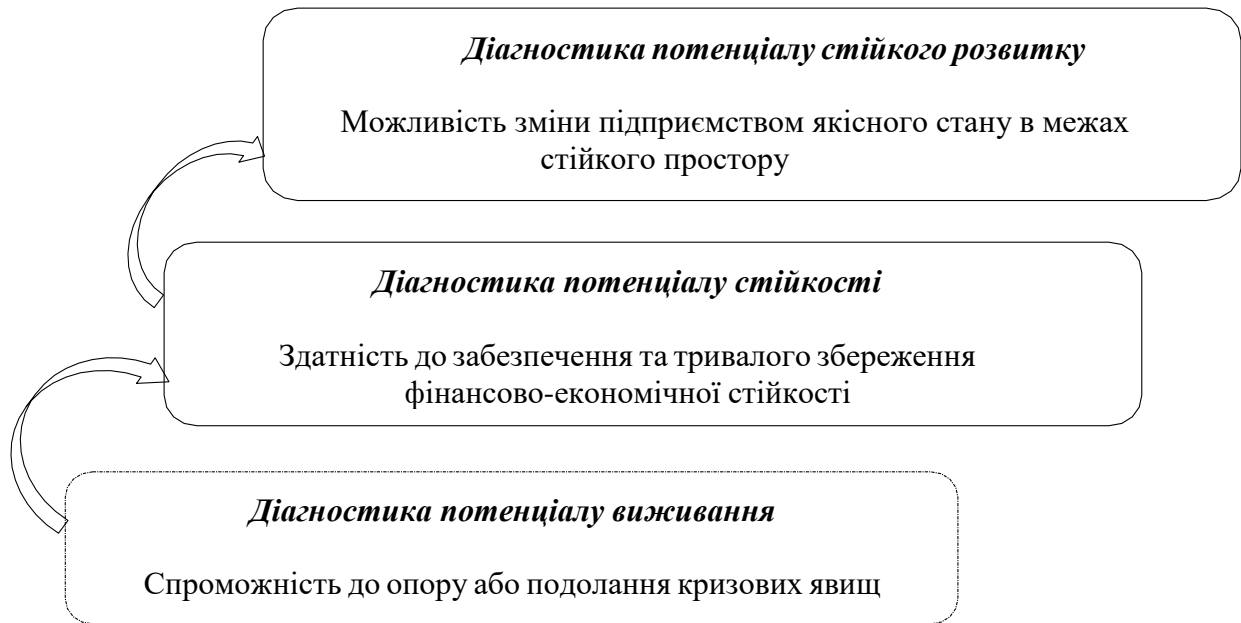 Діагностика потенціалу стійкого розвитку
Можливість зміни підприємством якісного стану в межах
стійкого простору
Діагностика потенціалу стійкості
Здатність до забезпечення та тривалого збереження
фінансово-економічної стійкості
Діагностика потенціалу виживання
Спроможність до опору або подолання кризових явищ